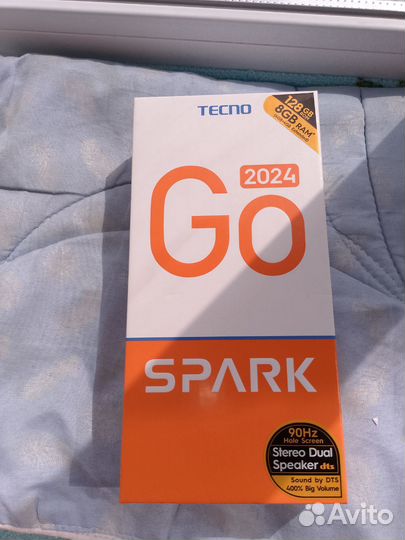 TECNO
128GB
8GB RAM*
2024
Go
SPARK
90Hz
Hole Screen
Stereo Dual
Speaker dts
Sound by DTS
400% Big Volume
Avito